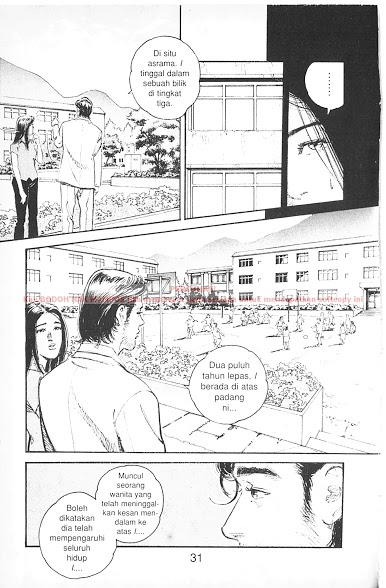 Di situ
asrama. I
tinggal dalam
sebuah bilik
di tingkat
tiga.
........
Dua puluh
tahun lepas, I
berada di atas
padang
ni...
Muncul
seorang
wanita yang
telah meninggal-
kan kesan men-
dalam ke
atas I....
Boleh
dikatakan
dia telah
mempengaruhi
seluruh
hidup
I....
31